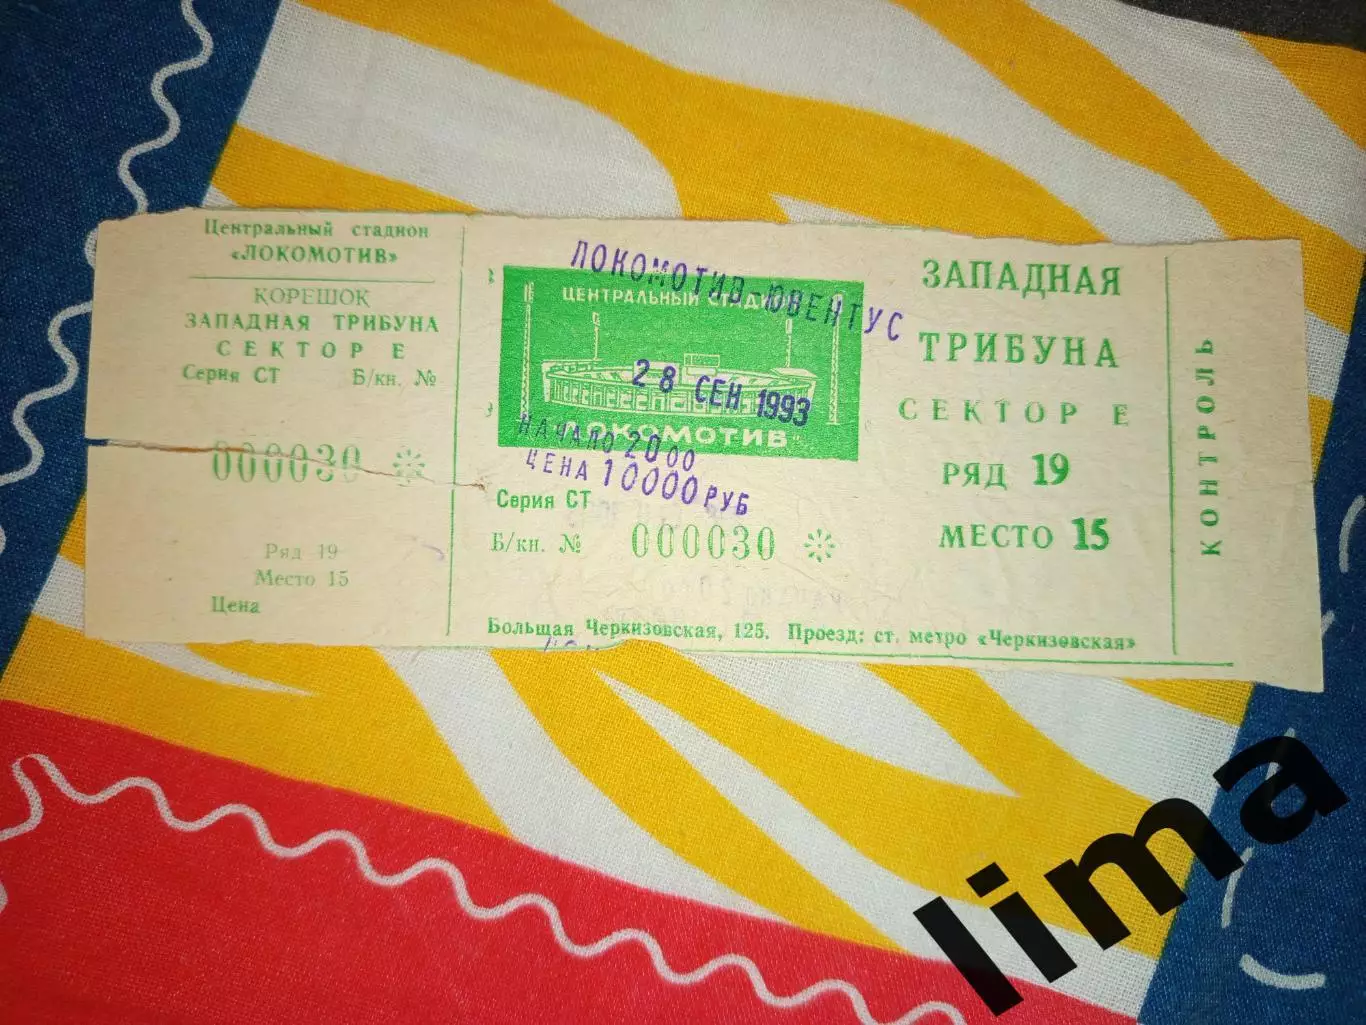 Центральный стадион
«ЛОКОМОТИВ»
КОРЕШОК
ЗАПАДНАЯ ТРИБУНА
СЕКТОР Е
Серия СТ Б/кн. №
000030
Ряд 19
Место 15
Цена
ЛОКОМОТИВ-ЮВЕНТУС
ЦЕНТРАЛЬНЫЙ СТАДИОН
28 СЕН 1993
„ЛОКОМОТИВ"
НАЧАЛО 20 00
ЦЕНА 10000 РУБ
Серия СТ
Б/кн. № 000030
Большая Черкизовская, 125. Проезд: ст. метро «Черкизовская»
ЗАПАДНАЯ
ТРИБУНА
СЕКТОР Е
РЯД 19
МЕСТО 15
КОНТРОЛЬ
lima